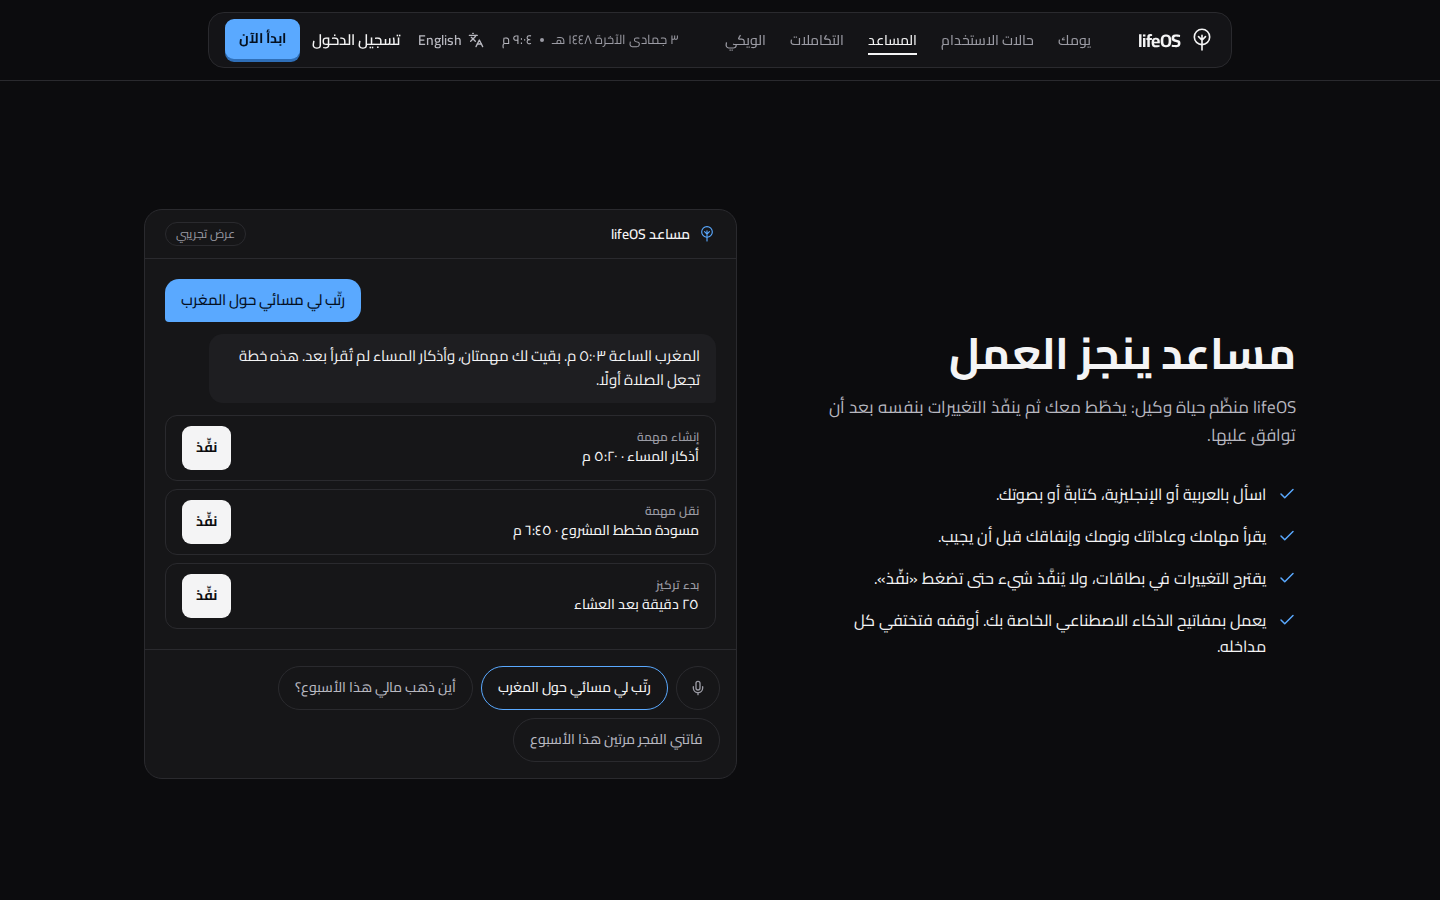 lifeOS
يومك
حالات الاستخدام
المساعد
التكاملات
الويكي
٣ جمادى الآخرة ١٤٤٨ هـ • ٩:٠٤ م
English
تسجيل الدخول
ابدأ الآن
مساعد ينجز العمل
lifeOS منظّم حياة وكيل: يخطّط معك ثم ينفّذ التغييرات بنفسه بعد أن
توافق عليها.
اسأل بالعربية أو الإنجليزية، كتابةً أو بصوتك.
يقرأ مهامك وعاداتك ونومك وإنفاقك قبل أن يجيب.
يقترح التغييرات في بطاقات، ولا يُنفَّذ شيء حتى تضغط «نفّذ».
يعمل بمفاتيح الذكاء الاصطناعي الخاصة بك. أوقفه فتختفي كل
مداخله.
مساعد lifeOS
عرض تجريبي
رتّب لي مسائي حول المغرب
المغرب الساعة ٥:٠٣ م. بقيت لك مهمتان، وأذكار المساء لم تُقرأ بعد. هذه خطة
تجعل الصلاة أولًا.
إنشاء مهمة
أذكار المساء · ٥:٢٠ م
نفّذ
نقل مهمة
مسودة مخطط المشروع · ٦:٤٥ م
نفّذ
بدء تركيز
٢٥ دقيقة بعد العشاء
نفّذ
رتّب لي مسائي حول المغرب
أين ذهب مالي هذا الأسبوع؟
فاتني الفجر مرتين هذا الأسبوع